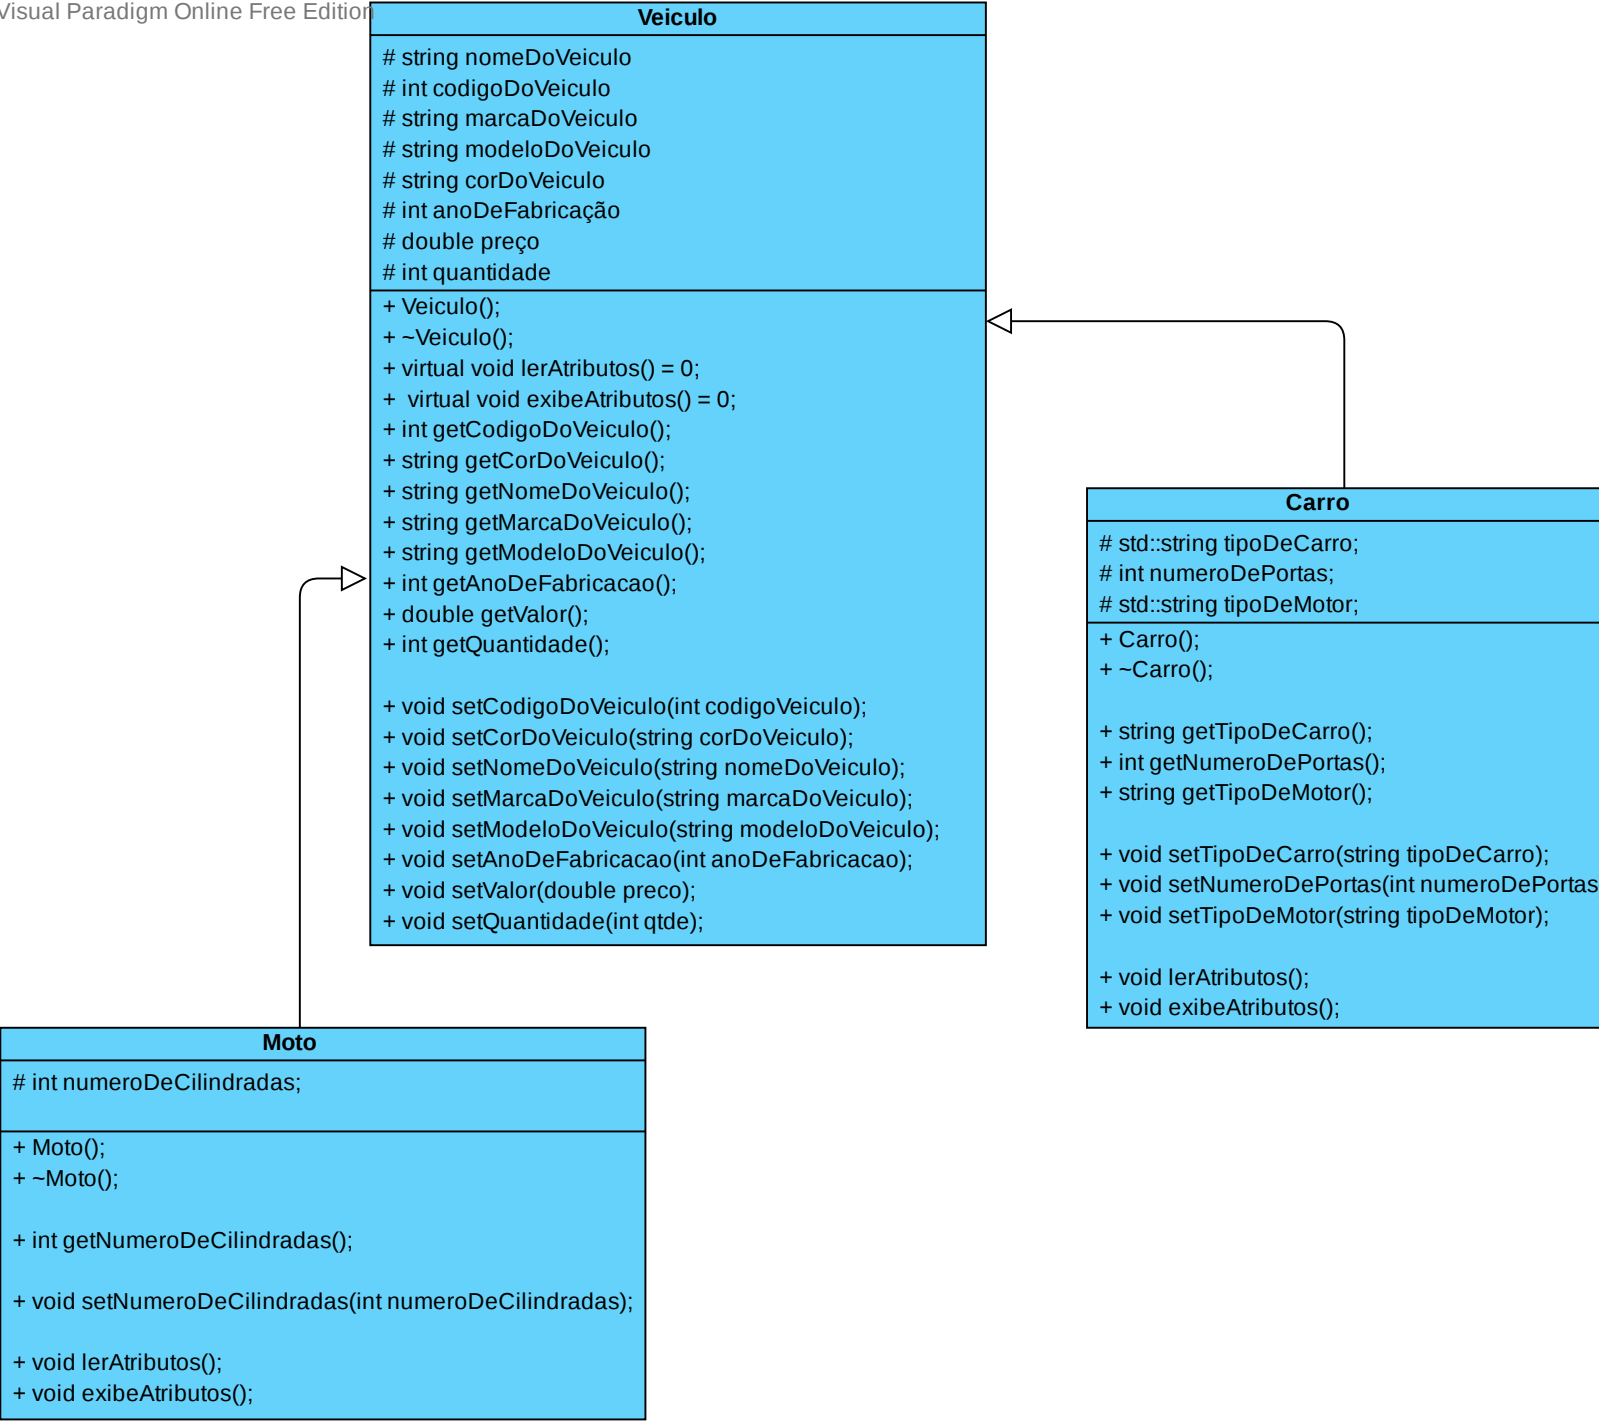 Visual Paradigm Online Free Edition
Veiculo
# string nomeDoVeiculo
# int codigoDoVeiculo
# string marcaDoVeiculo
# string modeloDoVeiculo
# string corDoVeiculo
# int anoDeFabricação
# double preço
# int quantidade
+ Veiculo();
+ ~Veiculo();
+ virtual void lerAtributos() = 0;
+  virtual void exibeAtributos() = 0;
+ int getCodigoDoVeiculo();
+ string getCorDoVeiculo();
+ string getNomeDoVeiculo();
+ string getMarcaDoVeiculo();
+ string getModeloDoVeiculo();
+ int getAnoDeFabricacao();
+ double getValor();
+ int getQuantidade();
+ void setCodigoDoVeiculo(int codigoVeiculo);
+ void setCorDoVeiculo(string corDoVeiculo);
+ void setNomeDoVeiculo(string nomeDoVeiculo);
+ void setMarcaDoVeiculo(string marcaDoVeiculo);
+ void setModeloDoVeiculo(string modeloDoVeiculo);
+ void setAnoDeFabricacao(int anoDeFabricacao);
+ void setValor(double preco);
+ void setQuantidade(int qtde);
Carro
# std::string tipoDeCarro;
# int numeroDePortas;
# std::string tipoDeMotor;
+ Carro();
+ ~Carro();
+ string getTipoDeCarro();
+ int getNumeroDePortas();
+ string getTipoDeMotor();
+ void setTipoDeCarro(string tipoDeCarro);
+ void setNumeroDePortas(int numeroDePortas
+ void setTipoDeMotor(string tipoDeMotor);
+ void lerAtributos();
+ void exibeAtributos();
Moto
# int numeroDeCilindradas;
+ Moto();
+ ~Moto();
+ int getNumeroDeCilindradas();
+ void setNumeroDeCilindradas(int numeroDeCilindradas);
+ void lerAtributos();
+ void exibeAtributos();